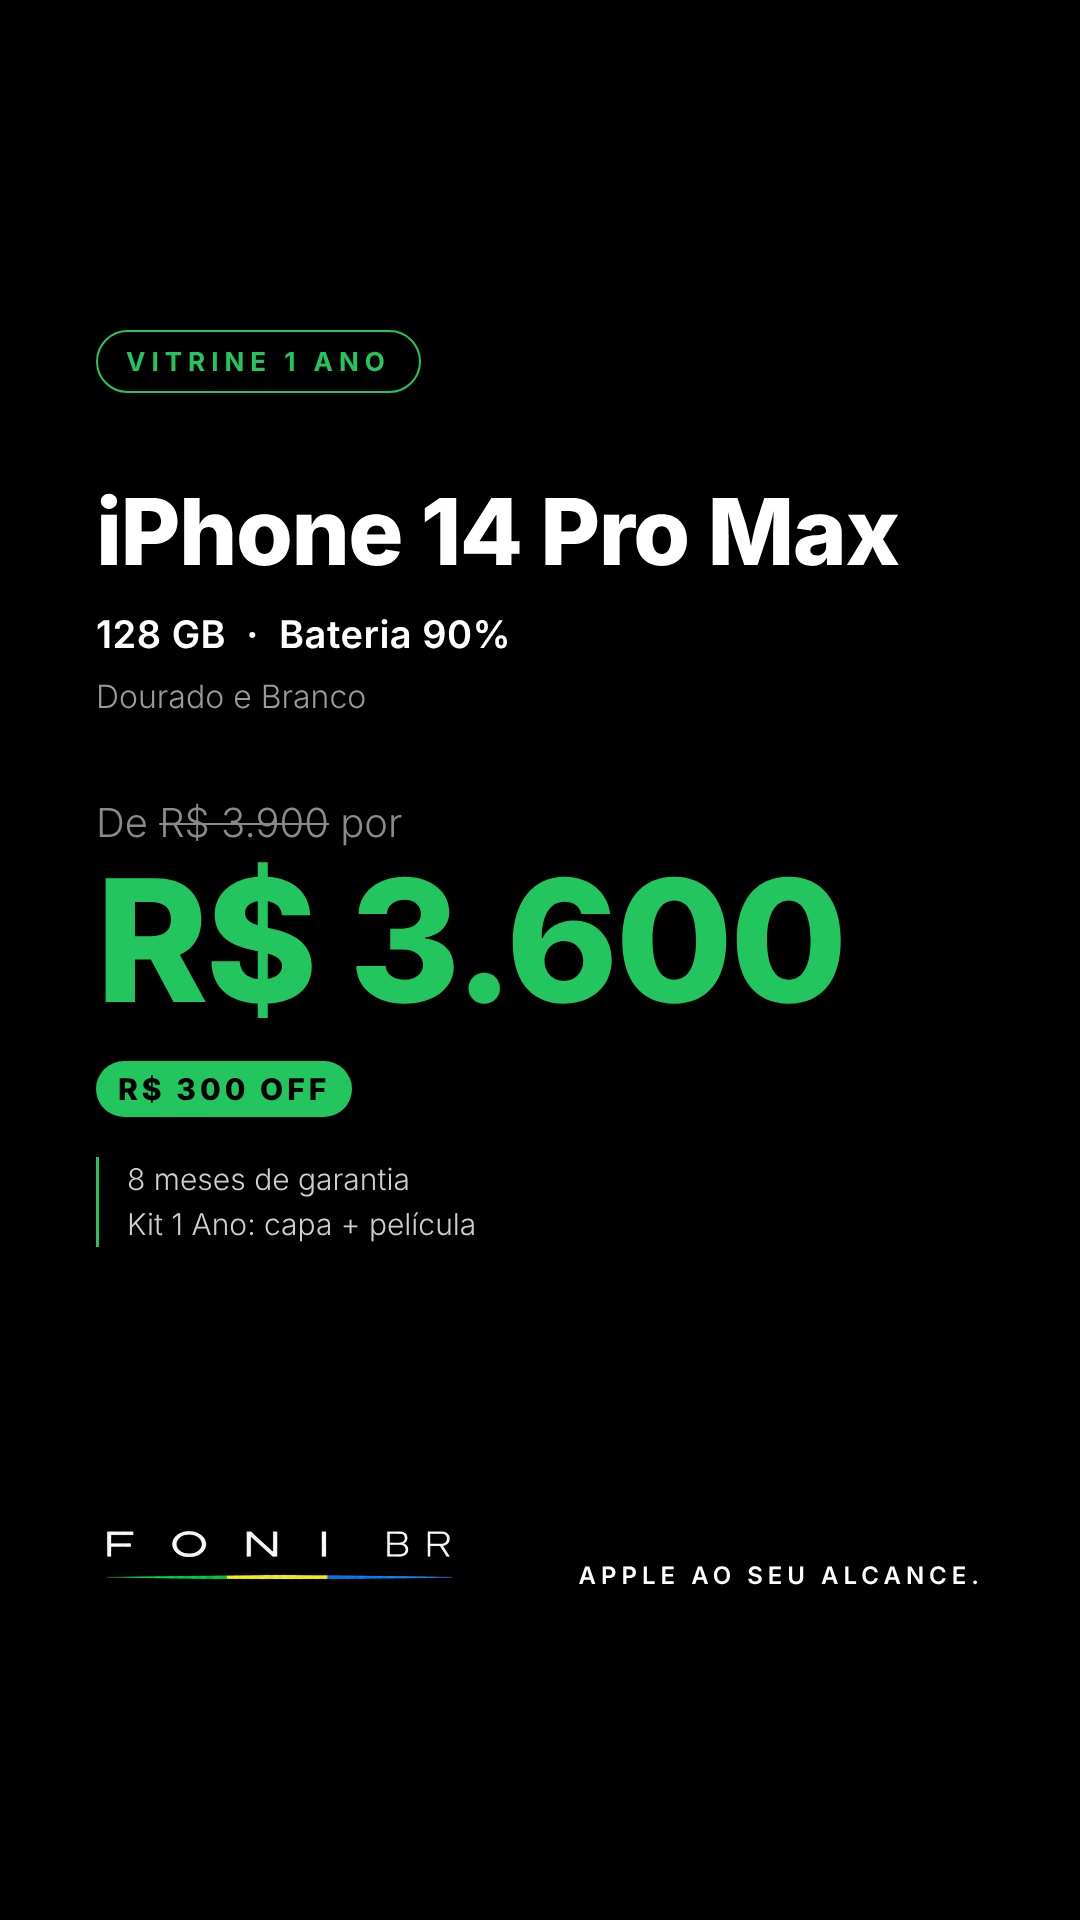 VITRINE 1 ANO
iPhone 14 Pro Max
128 GB · Bateria 90%
Dourado e Branco
De R$ 3.900 por
R$ 3.600
R$ 300 OFF
8 meses de garantia
Kit 1 Ano: capa + película
FONI BR
APPLE AO SEU ALCANCE.